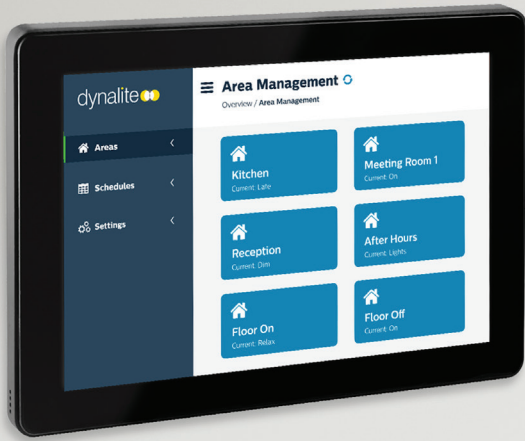 dynalite
Areas
Schedules
Settings
Area Management
Overview / Area Management
Kitchen
Current: Late
Meeting Room 1
Current: On
Reception
Current: Dim
After Hours
Current: Lights
Floor On
Current: Relax
Floor Off
Current: On